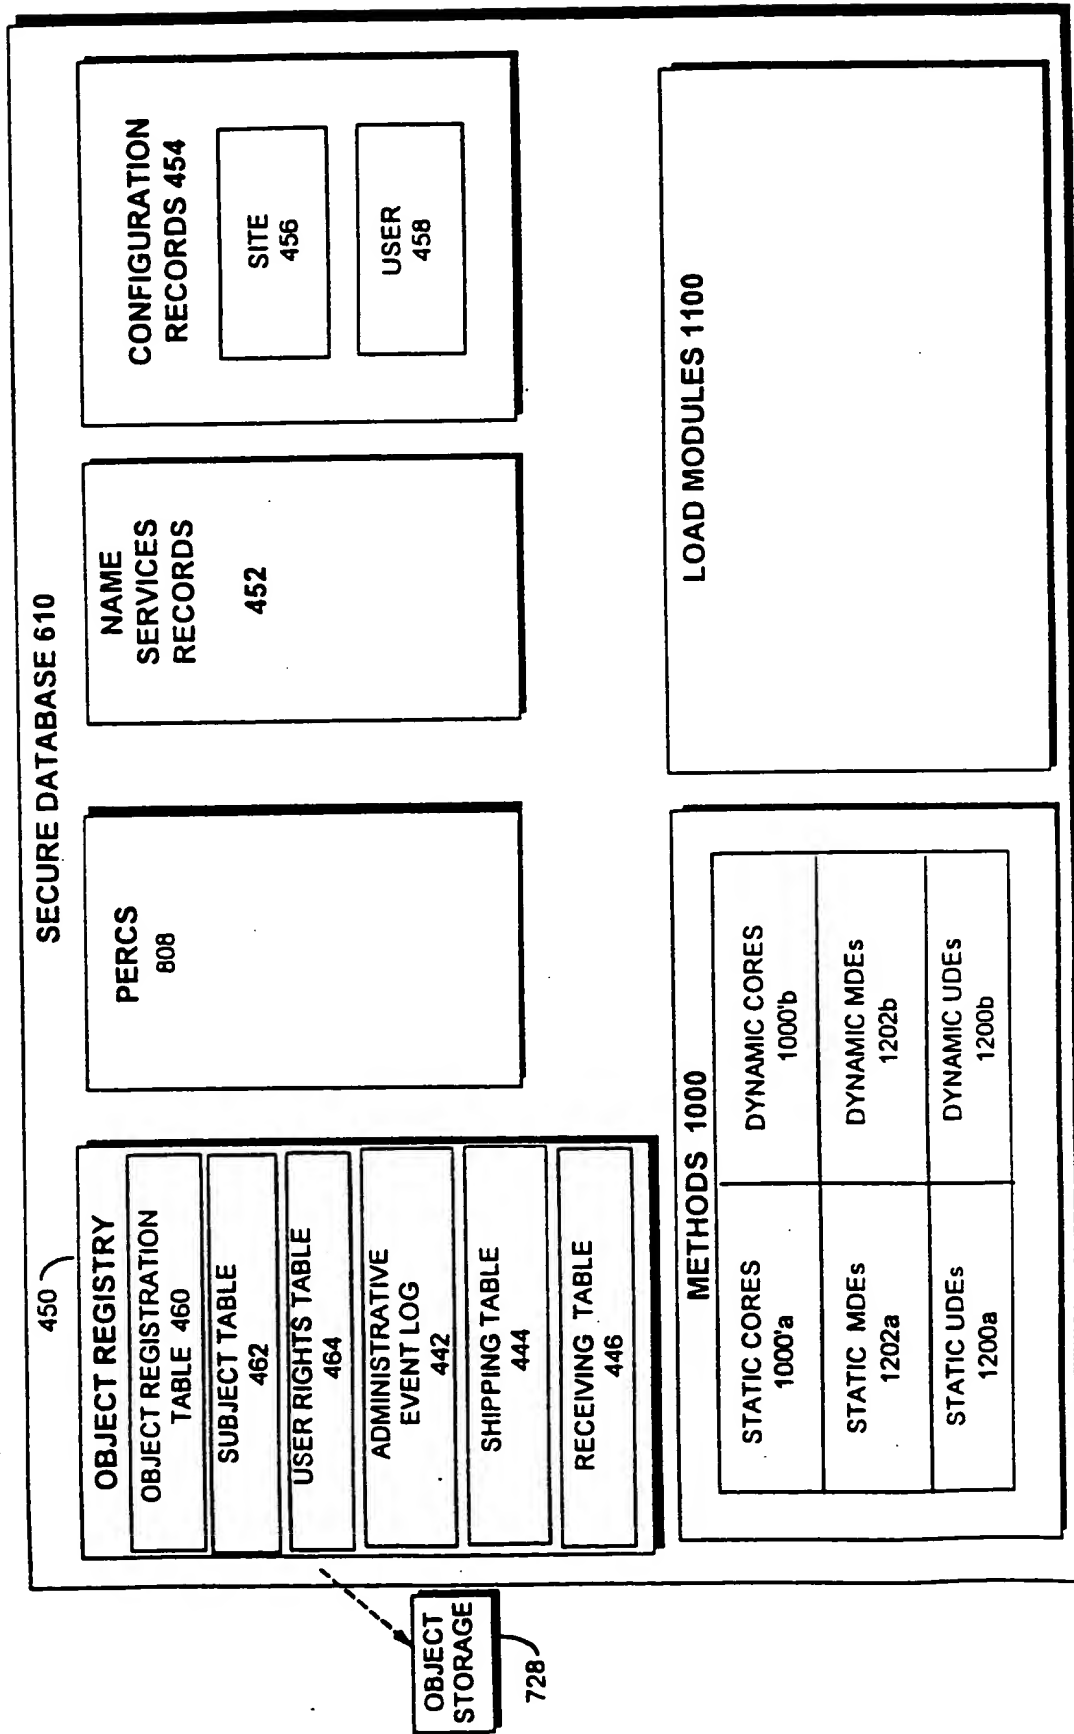 SECURE DATABASE 610
450
OBJECT REGISTRY
OBJECT REGISTRATION
TABLE 460
SUBJECT TABLE
462
USER RIGHTS TABLE
464
ADMINISTRATIVE
EVENT LOG
442
SHIPPING TABLE
444
RECEIVING TABLE
446
OBJECT
STORAGE
728
PERCS
808
NAME
SERVICES
RECORDS
452
CONFIGURATION
RECORDS 454
SITE
456
USER
458
METHODS 1000
STATIC CORES
1000'a
DYNAMIC CORES
1000'b
STATIC MDEs
1202a
DYNAMIC MDEs
1202b
STATIC UDEs
1200a
DYNAMIC UDEs
1200b
LOAD MODULES 1100